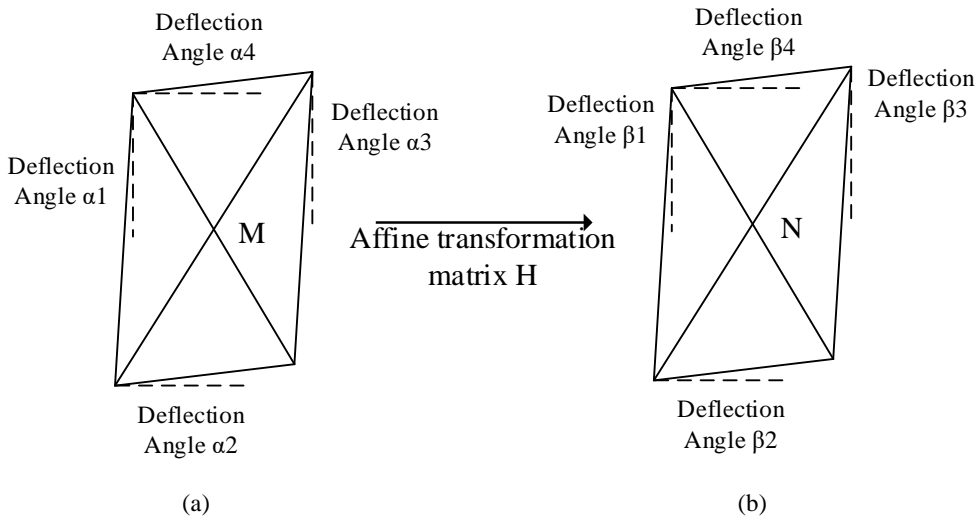 Deflection
Angle α4
Deflection
Angle α3
Deflection
Angle α1
M
Deflection
Angle α2
(a)
Affine transformation
matrix H
Deflection
Angle β4
Deflection
Angle β3
Deflection
Angle β1
N
Deflection
Angle β2
(b)